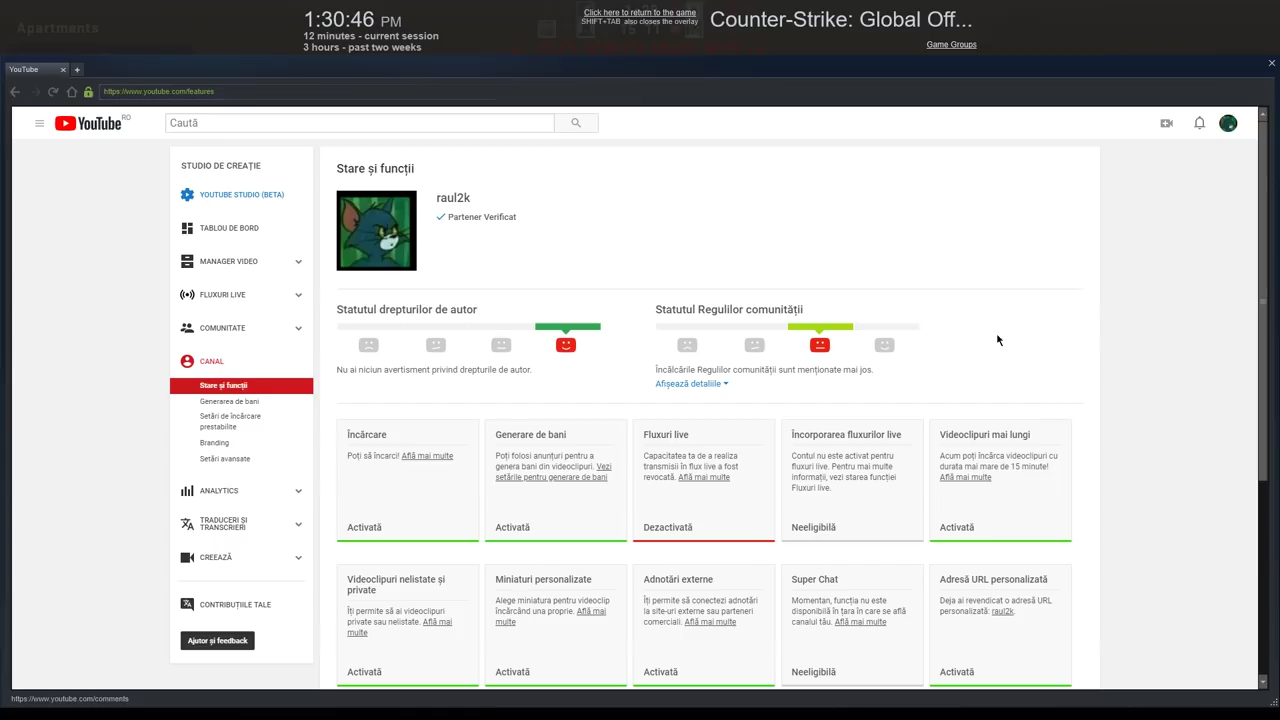 Apartments
1:30:46 PM
12 minutes - current session
3 hours - past two weeks
Click here to return to the game
SHIFT+TAB also closes the overlay
Counter-Strike: Global Off...
Game Groups
YouTube
https://www.youtube.com/features
YouTube RO
Caută
STUDIO DE CREAȚIE
YOUTUBE STUDIO (BETA)
TABLOU DE BORD
MANAGER VIDEO
FLUXURI LIVE
COMUNITATE
CANAL
Stare și funcții
Generarea de bani
Setări de încărcare
prestabilite
Branding
Setări avansate
ANALYTICS
TRADUCERI ȘI
TRANSCRIERI
CREEAZĂ
CONTRIBUȚIILE TALE
Ajutor și feedback
Stare și funcții
raul2k
Partener Verificat
Statutul drepturilor de autor
Nu ai niciun avertisment privind drepturile de autor.
Statutul Regulilor comunității
Încălcările Regulilor comunității sunt menționate mai jos.
Afișează detaliile
Încărcare
Poți să încarci! Află mai multe
Activată
Generare de bani
Poți folosi anunțuri pentru a
genera bani din videoclipuri. Vezi
setările pentru generare de bani
Activată
Fluxuri live
Capacitatea ta de a realiza
transmisii în flux live a fost
revocată. Află mai multe
Dezactivată
Încorporarea fluxurilor live
Contul nu este activat pentru
fluxuri live. Pentru mai multe
informații, vezi starea funcției
Fluxuri live.
Neeligibilă
Videoclipuri mai lungi
Acum poți încărca videoclipuri cu
durata mai mare de 15 minute!
Află mai multe
Activată
Videoclipuri nelistate și
private
Îți permite să ai videoclipuri
private sau nelistate. Află mai
multe
Activată
Miniaturi personalizate
Alege miniatura pentru videoclip
încărcând una proprie. Află mai
multe
Activată
Adnotări externe
Îți permite să conectezi adnotări
la site-uri externe sau parteneri
comerciali. Află mai multe
Activată
Super Chat
Momentan, funcția nu este
disponibilă în țara în care se află
canalul tău. Află mai multe
Neeligibilă
Adresă URL personalizată
Deja ai revendicat o adresă URL
personalizată: raul2k.
Activată
https://www.youtube.com/comments